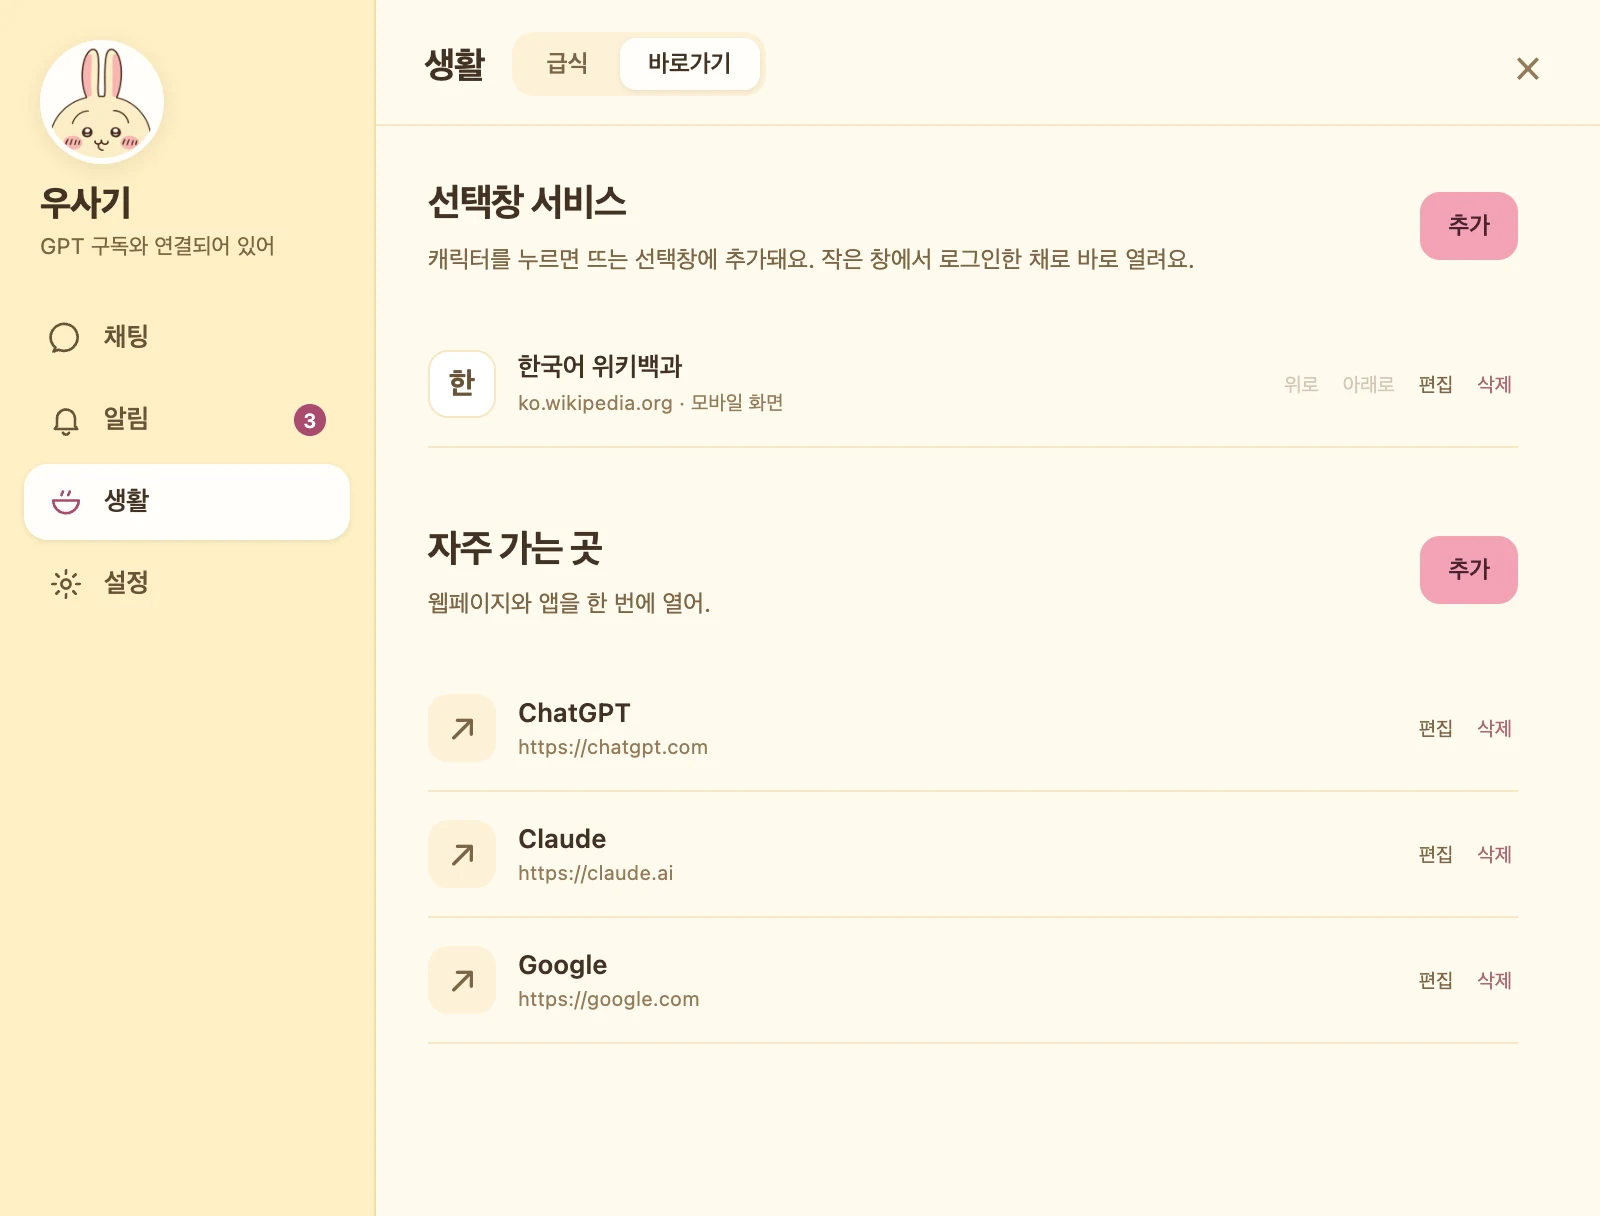 우사기
GPT 구독와 연결되어 있어
채팅
알림
3
생활
설정
생활
급식
바로가기
선택창 서비스
캐릭터를 누르면 뜨는 선택창에 추가돼요. 작은 창에서 로그인한 채로 바로 열려요.
추가
한
한국어 위키백과
ko.wikipedia.org · 모바일 화면
위로 아래로 편집 삭제
자주 가는 곳
웹페이지와 앱을 한 번에 열어.
추가
ChatGPT
https://chatgpt.com
편집 삭제
Claude
https://claude.ai
편집 삭제
Google
https://google.com
편집 삭제